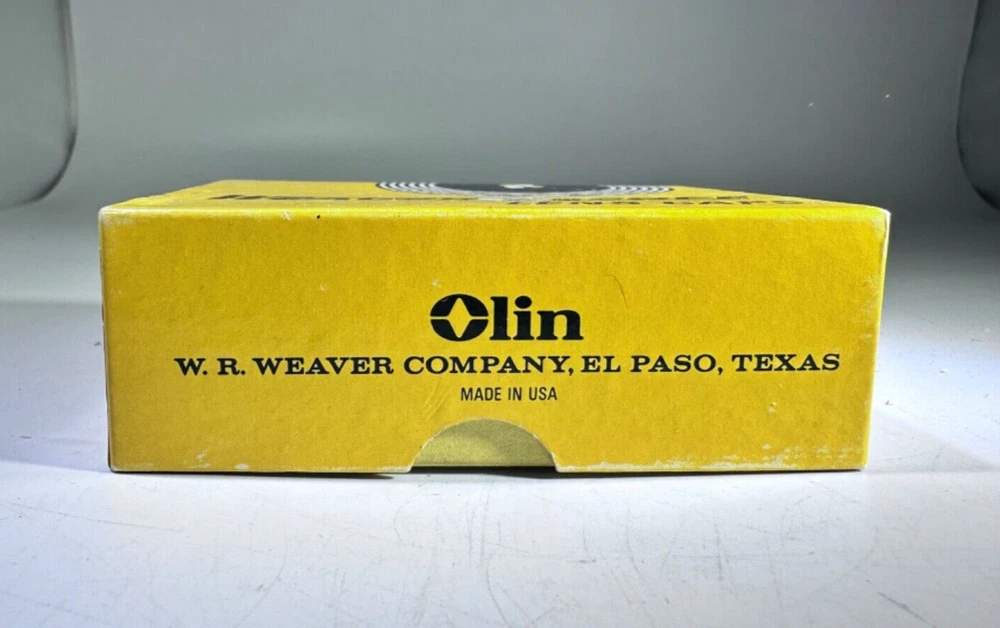 Olin
W. R. WEAVER COMPANY, EL PASO, TEXAS
MADE IN USA